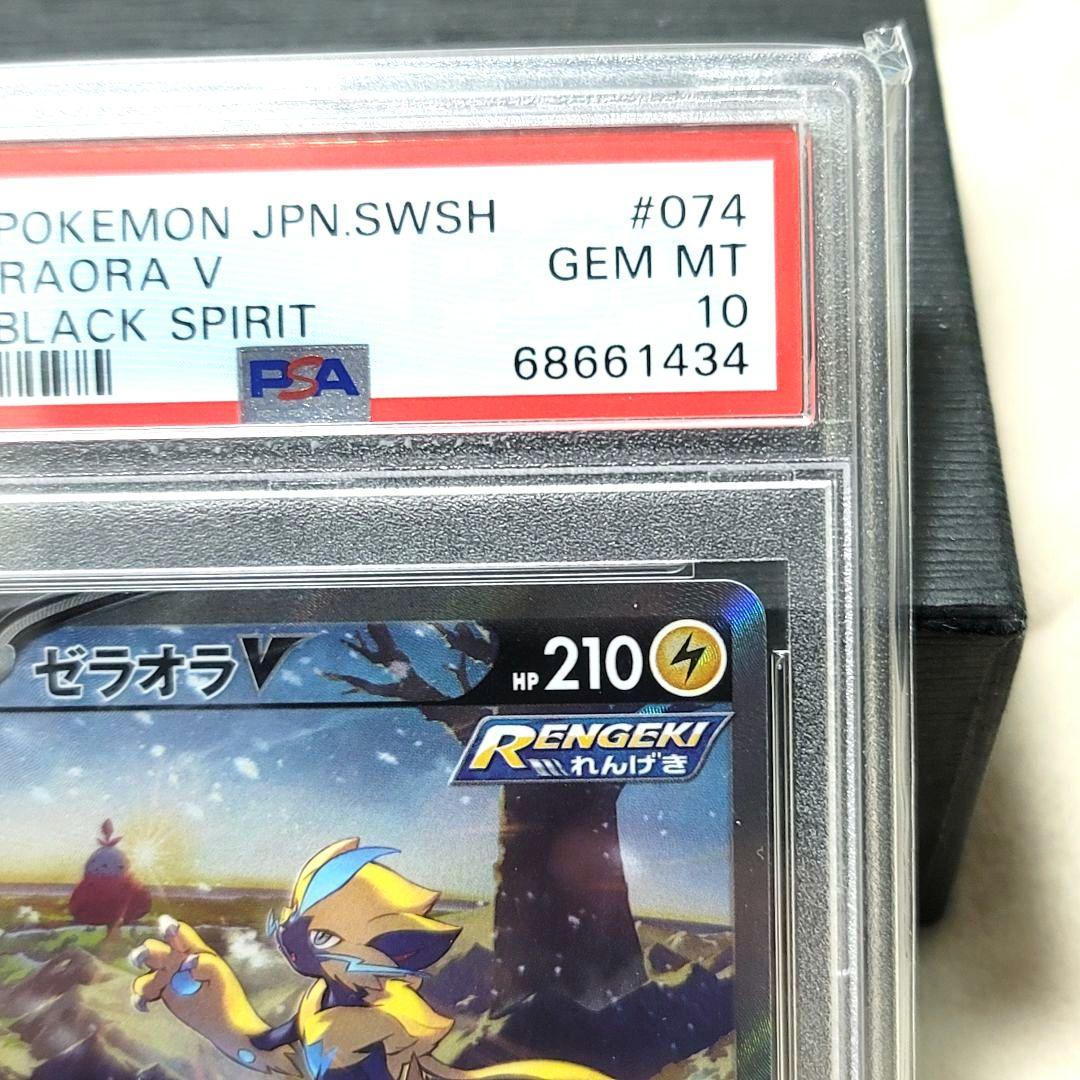 POKEMON JPN.SWSH #074
RAORA V GEM MT
BLACK SPIRIT 10
PSA 68661434
ゼラオラV HP 210
RENGEKI
れんげき